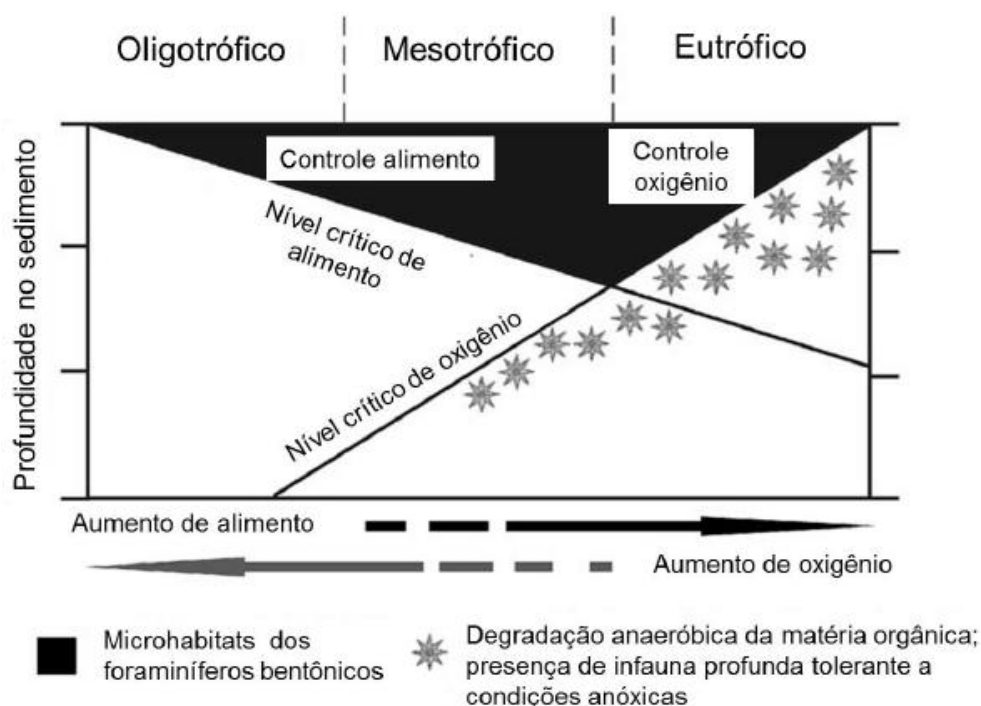 Oligotrófico
Mesotrófico
Eutrófico
Controle alimento
Controle
oxigênio
Nível crítico de
alimento
Nível crítico de oxigênio
Profundidade no sedimento
Aumento de alimento
Aumento de oxigênio
Microhabitats dos
foraminíferos bentônicos
Degradação anaeróbica da matéria orgânica;
presença de infauna profunda tolerante a
condições anóxicas